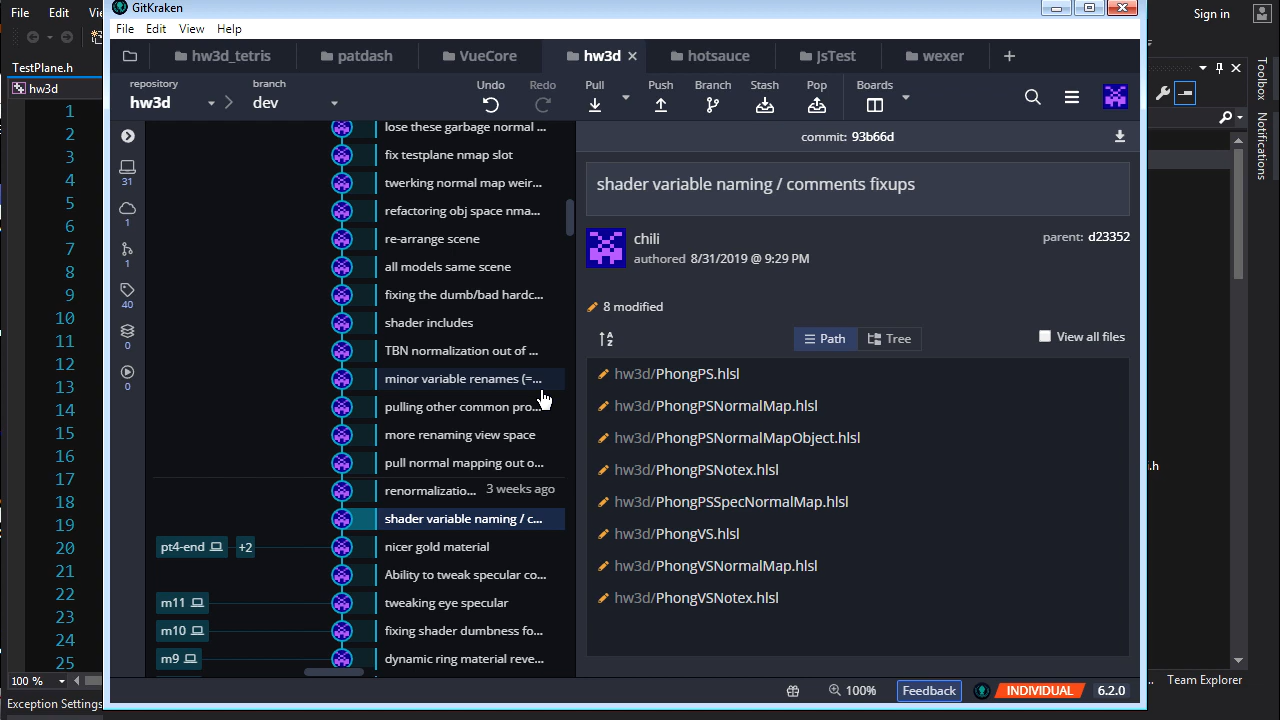 File Edit
Sign in
TestPlane.h
hw3d
1
2
3
4
5
6
7
8
9
10
11
12
13
14
15
16
17
18
19
20
21
22
23
24
25
100 %
Exception Settings
GitKraken
File Edit View Help
hw3d_tetris patdash VueCore hw3d hotsauce JsTest wexer
repository
hw3d
branch
dev
Undo Redo Pull Push Branch Stash Pop Boards
31
1
1
40
0
0
lose these garbage normal ...
fix testplane nmap slot
twerking normal map weir...
refactoring obj space nma...
re-arrange scene
all models same scene
fixing the dumb/bad hardc...
shader includes
TBN normalization out of ...
minor variable renames (=...
pulling other common pro...
more renaming view space
pull normal mapping out o...
renormalizatio... 3 weeks ago
shader variable naming / c...
pt4-end +2 nicer gold material
Ability to tweak specular co...
m11 tweaking eye specular
m10 fixing shader dumbness fo...
m9 dynamic ring material reve...
commit: 93b66d
shader variable naming / comments fixups
chili
authored 8/31/2019 @ 9:29 PM
parent: d23352
8 modified
Path Tree
View all files
hw3d/PhongPS.hlsl
hw3d/PhongPSNormalMap.hlsl
hw3d/PhongPSNormalMapObject.hlsl
hw3d/PhongPSNotex.hlsl
hw3d/PhongPSSpecNormalMap.hlsl
hw3d/PhongVS.hlsl
hw3d/PhongVSNormalMap.hlsl
hw3d/PhongVSNotex.hlsl
100% Feedback INDIVIDUAL 6.2.0
Toolbox
Notifications
.h
... Team Explorer